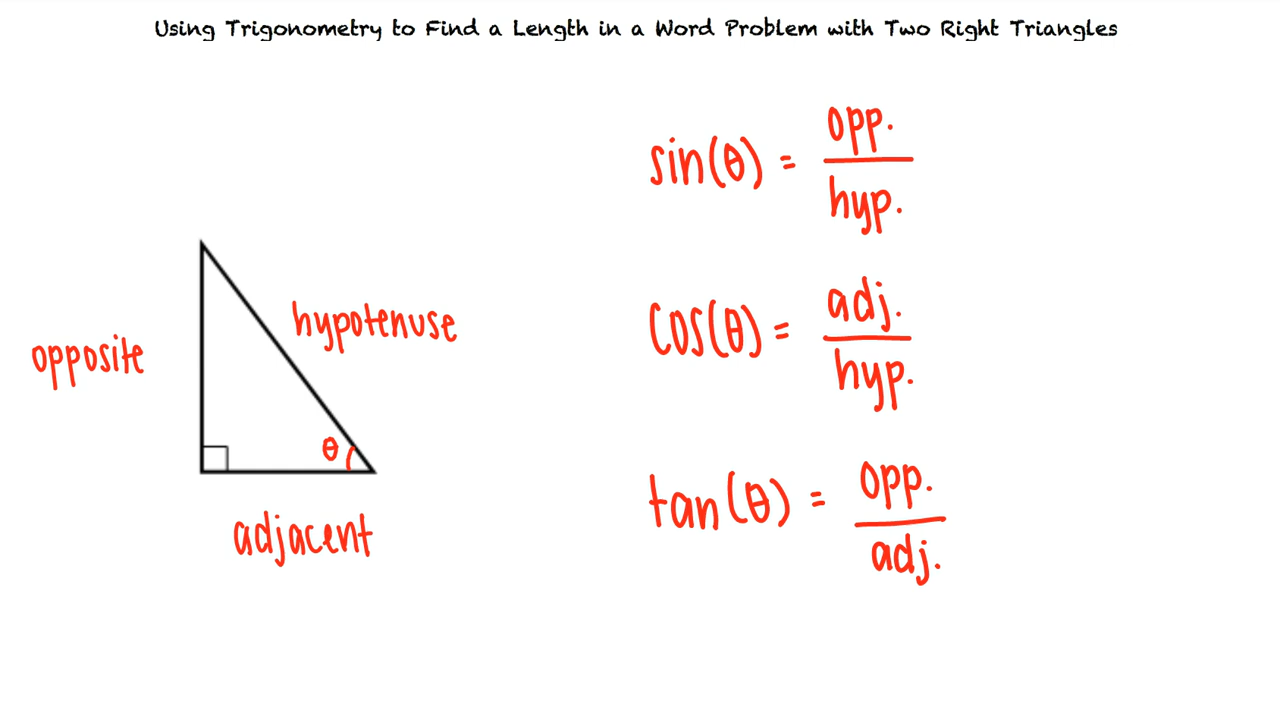 Using Trigonometry to Find a Length in a Word Problem with Two Right Triangles
sin(θ) = opp.
hyp.
cos(θ) = adj.
hyp.
tan(θ) = opp.
adj.
opposite
hypotenuse
θ
adjacent